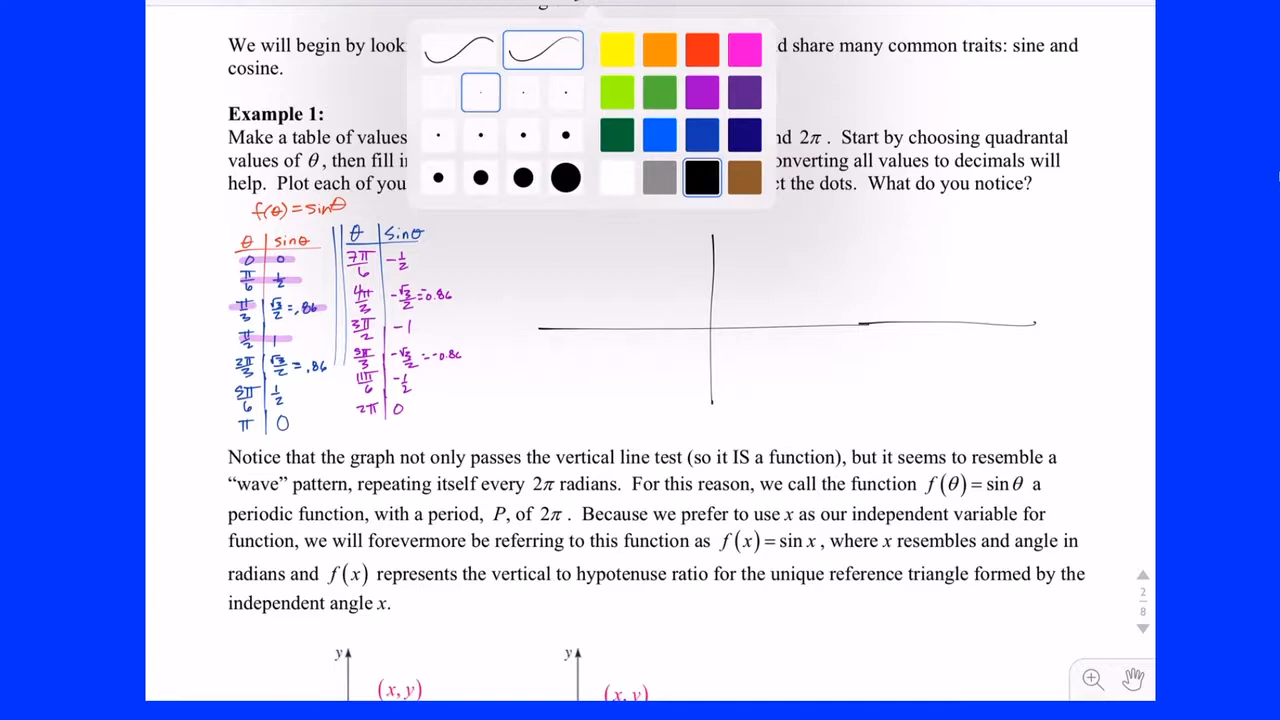 We will begin by look d share many common traits: sine and
cosine.
Example 1:
Make a table of values nd 2π . Start by choosing quadrantal
values of θ , then fill i onverting all values to decimals will
help. Plot each of you t the dots. What do you notice?
f(θ) = sinθ
θ sinθ
0 0
π/6 1/2
π/3 √3/2 = .86
π/2 1
2π/3 √3/2 = .86
5π/6 1/2
π 0
θ sinθ
7π/6 -1/2
4π/3 -√3/2 = -0.86
3π/2 -1
5π/3 -√3/2 = -0.86
11π/6 -1/2
2π 0
Notice that the graph not only passes the vertical line test (so it IS a function), but it seems to resemble a
“wave” pattern, repeating itself every 2π radians. For this reason, we call the function f(θ) = sin θ a
periodic function, with a period, P, of 2π . Because we prefer to use x as our independent variable for
function, we will forevermore be referring to this function as f(x) = sin x , where x resembles and angle in
radians and f(x) represents the vertical to hypotenuse ratio for the unique reference triangle formed by the
independent angle x.
y y
(x, y) (x, y)
2
8